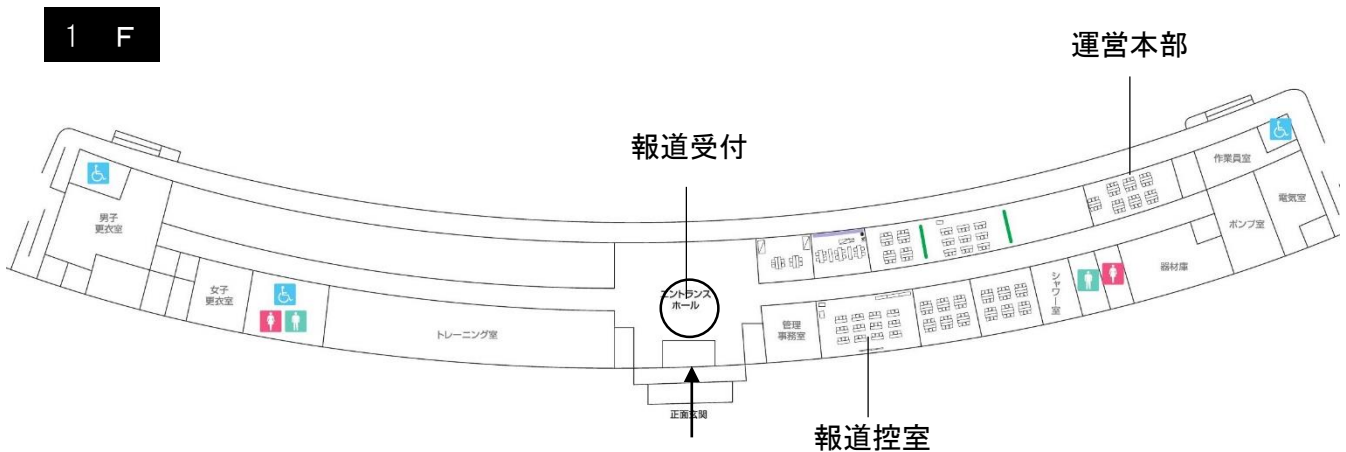 1 F
運営本部
報道受付
作業員室
電気室
ポンプ室
男子
更衣室
器材庫
シャワー室
女子
更衣室
エントランス
ホール
管理
事務室
トレーニング室
正面玄関
報道控室